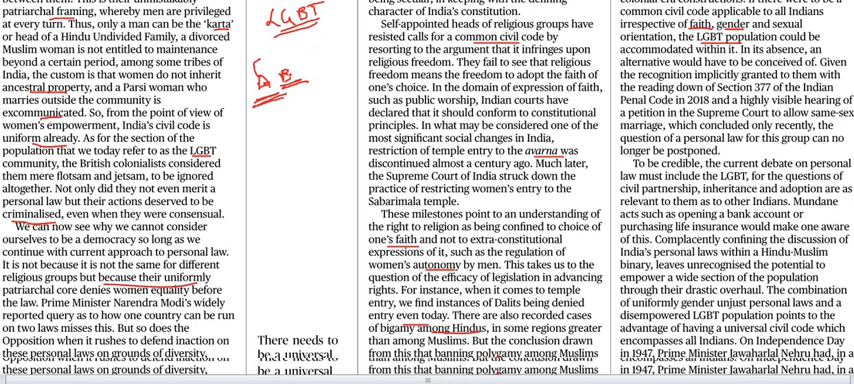 patriarchal framing, whereby men are privileged
at every turn. Thus, only a man can be the ‘karta’
or head of a Hindu Undivided Family, a divorced
Muslim woman is not entitled to maintenance
beyond a certain period, among some tribes of
India, the custom is that women do not inherit
ancestral property, and a Parsi woman who
marries outside the community is
excommunicated. So, from the point of view of
women’s empowerment, India’s civil code is
uniform already. As for the section of the
population that we today refer to as the LGBT
community, the British colonialists considered
them mere flotsam and jetsam, to be ignored
altogether. Not only did they not even merit a
personal law but their actions deserved to be
criminalised, even when they were consensual.
We can now see why we cannot consider
ourselves to be a democracy so long as we
continue with current approach to personal law.
It is not because it is not the same for different
religious groups but because their uniformly
patriarchal core denies women equality before
the law. Prime Minister Narendra Modi’s widely
reported query as to how one country can be run
on two laws misses this. But so does the
Opposition when it rushes to defend inaction on
these personal laws on grounds of diversity,
these personal laws on grounds of diversity,
LGBT
There needs to
be a universal
be a universal
character of India’s constitution.
Self-appointed heads of religious groups have
resisted calls for a common civil code by
resorting to the argument that it infringes upon
religious freedom. They fail to see that religious
freedom means the freedom to adopt the faith of
one’s choice. In the domain of expression of faith,
such as public worship, Indian courts have
declared that it should conform to constitutional
principles. In what may be considered one of the
most significant social changes in India,
restriction of temple entry to the avarna was
discontinued almost a century ago. Much later,
the Supreme Court of India struck down the
practice of restricting women’s entry to the
Sabarimala temple.
These milestones point to an understanding of
the right to religion as being confined to choice of
one’s faith and not to extra-constitutional
expressions of it, such as the regulation of
women’s autonomy by men. This takes us to the
question of the efficacy of legislation in advancing
rights. For instance, when it comes to temple
entry, we find instances of Dalits being denied
entry even today. There are also recorded cases
of bigamy among Hindus, in some regions greater
than among Muslims. But the conclusion drawn
from this that banning polygamy among Muslims
from this that banning polygamy among Muslims
common civil code applicable to all Indians
irrespective of faith, gender and sexual
orientation, the LGBT population could be
accommodated within it. In its absence, an
alternative would have to be conceived of. Given
the recognition implicitly granted to them with
the reading down of Section 377 of the Indian
Penal Code in 2018 and a highly visible hearing of
a petition in the Supreme Court to allow same-sex
marriage, which concluded only recently, the
question of a personal law for this group can no
longer be postponed.
To be credible, the current debate on personal
law must include the LGBT, for the questions of
civil partnership, inheritance and adoption are as
relevant to them as to other Indians. Mundane
acts such as opening a bank account or
purchasing life insurance would make one aware
of this. Complacently confining the discussion of
India’s personal laws within a Hindu-Muslim
binary, leaves unrecognised the potential to
empower a wide section of the population
through their drastic overhaul. The combination
of uniformly gender unjust personal laws and a
disempowered LGBT population points to the
advantage of having a universal civil code which
encompasses all Indians. On Independence Day
in 1947, Prime Minister Jawaharlal Nehru had, in a
in 1947, Prime Minister Jawaharlal Nehru had, in a